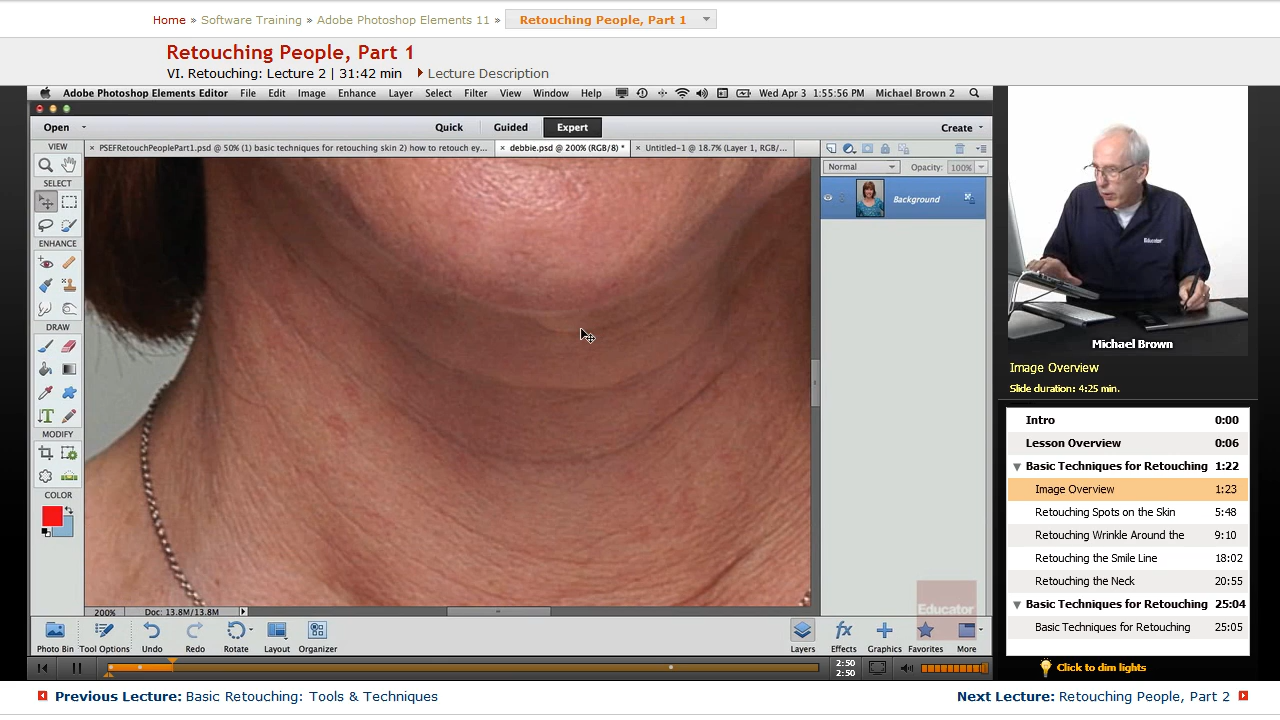 Home » Software Training » Adobe Photoshop Elements 11 » Retouching People, Part 1
Retouching People, Part 1
VI. Retouching: Lecture 2 | 31:42 min Lecture Description
Adobe Photoshop Elements Editor File Edit Image Enhance Layer Select Filter View Window Help Wed Apr 3 1:55:56 PM Michael Brown 2
Open Quick Guided Expert Create
VIEW
× PSEFRetouchPeoplePart1.psd @ 50% (1) basic techniques for retouching skin 2) how to retouch ey... × debbie.psd @ 200% (RGB/8) * × Untitled-1 @ 18.7% (Layer 1, RGB/...
Normal Opacity: 100%
SELECT
Background
ENHANCE
DRAW
MODIFY
COLOR
200% Doc: 13.8M/13.8M
Educator
Photo Bin Tool Options Undo Redo Rotate Layout Organizer Layers Effects Graphics Favorites More
2:50
2:50
Educator
Michael Brown
Image Overview
Slide duration: 4:25 min.
Intro 0:00
Lesson Overview 0:06
Basic Techniques for Retouching 1:22
Image Overview 1:23
Retouching Spots on the Skin 5:48
Retouching Wrinkle Around the 9:10
Retouching the Smile Line 18:02
Retouching the Neck 20:55
Basic Techniques for Retouching 25:04
Basic Techniques for Retouching 25:05
Click to dim lights
Previous Lecture: Basic Retouching: Tools & Techniques
Next Lecture: Retouching People, Part 2